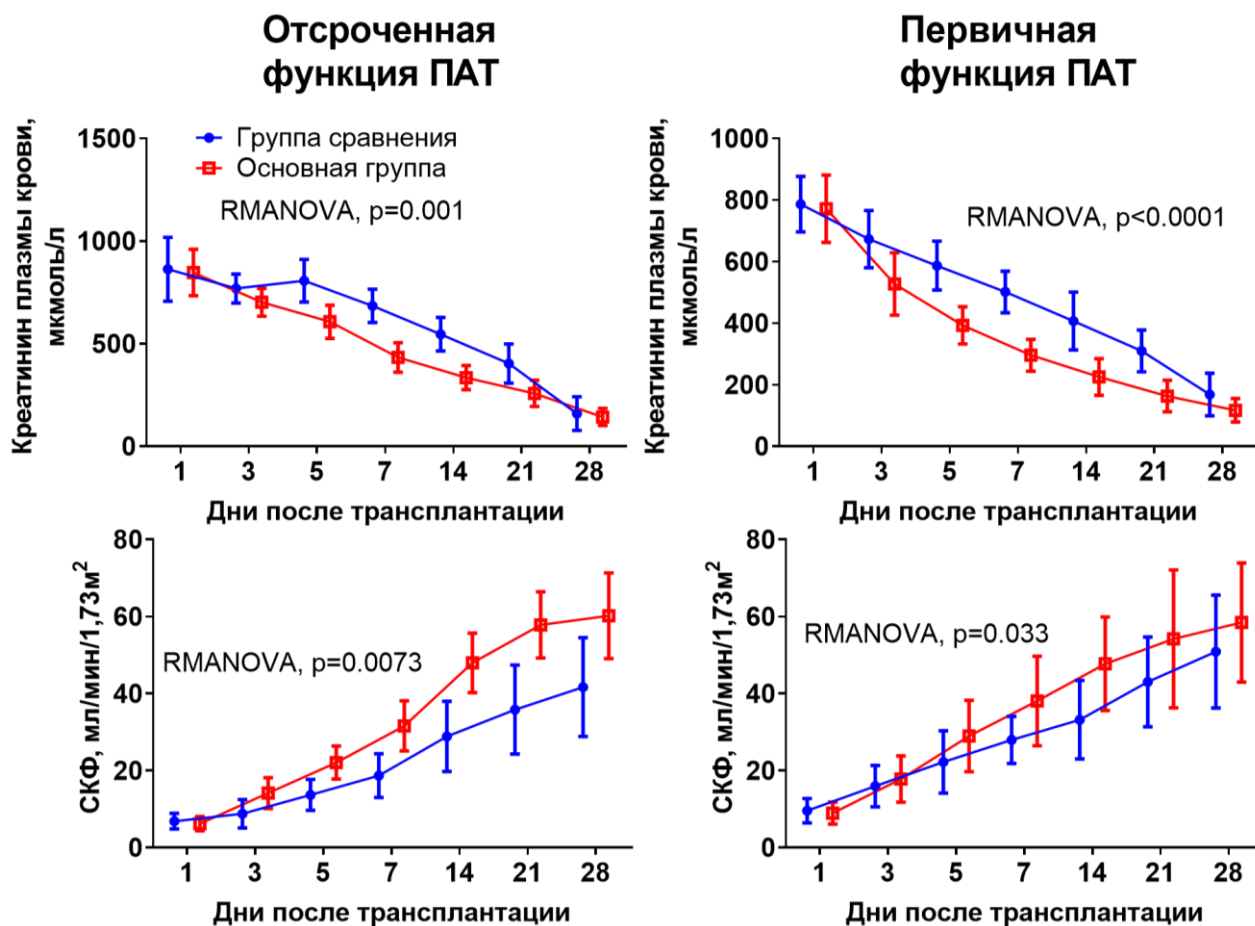 Отсроченная
функция ПАТ
Первичная
функция ПАТ
Креатинин плазмы крови,
мкмоль/л
1500
1000
500
0
Группа сравнения
Основная группа
RMANOVA, p=0.001
1 3 5 7 14 21 28
Дни после трансплантации
Креатинин плазмы крови,
мкмоль/л
1000
800
600
400
200
0
RMANOVA, p<0.0001
1 3 5 7 14 21 28
Дни после трансплантации
СКФ, мл/мин/1,73м²
80
60
40
20
0
RMANOVA, p=0.0073
1 3 5 7 14 21 28
Дни после трансплантации
СКФ, мл/мин/1,73м²
80
60
40
20
0
RMANOVA, p=0.033
1 3 5 7 14 21 28
Дни после трансплантации